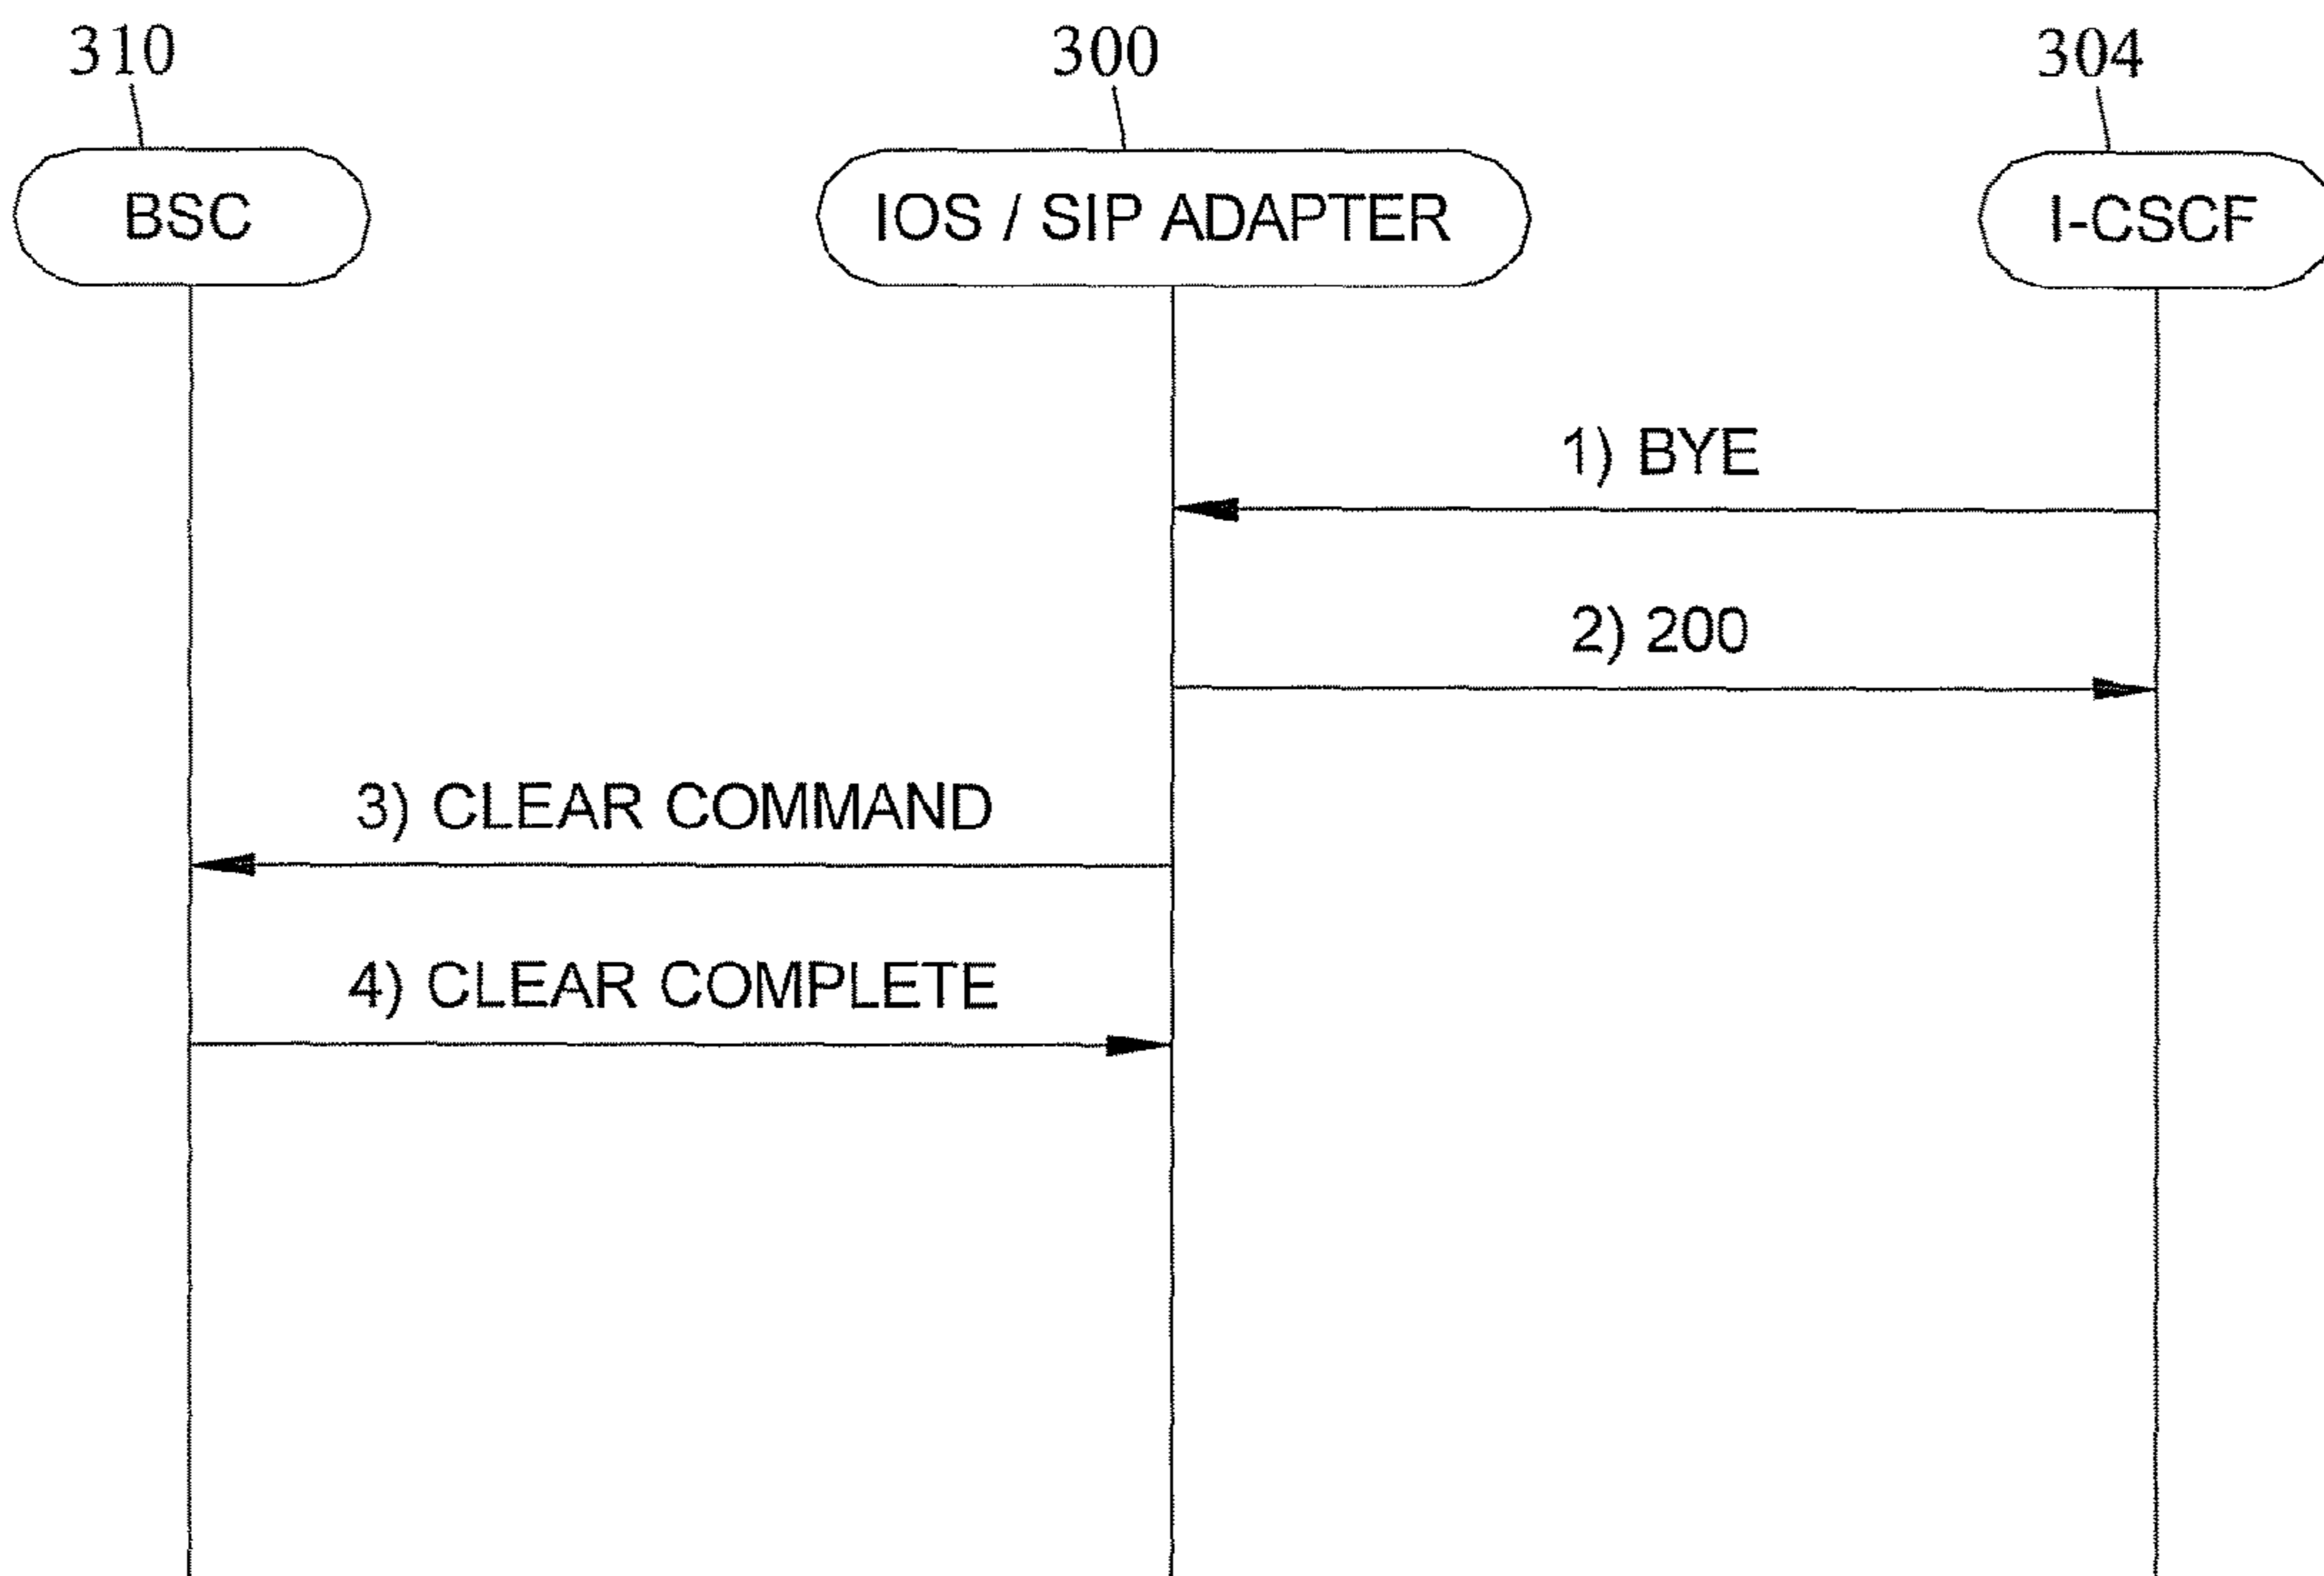 310
300
304
BSC
IOS / SIP ADAPTER
I-CSCF
1) BYE
2) 200
3) CLEAR COMMAND
4) CLEAR COMPLETE